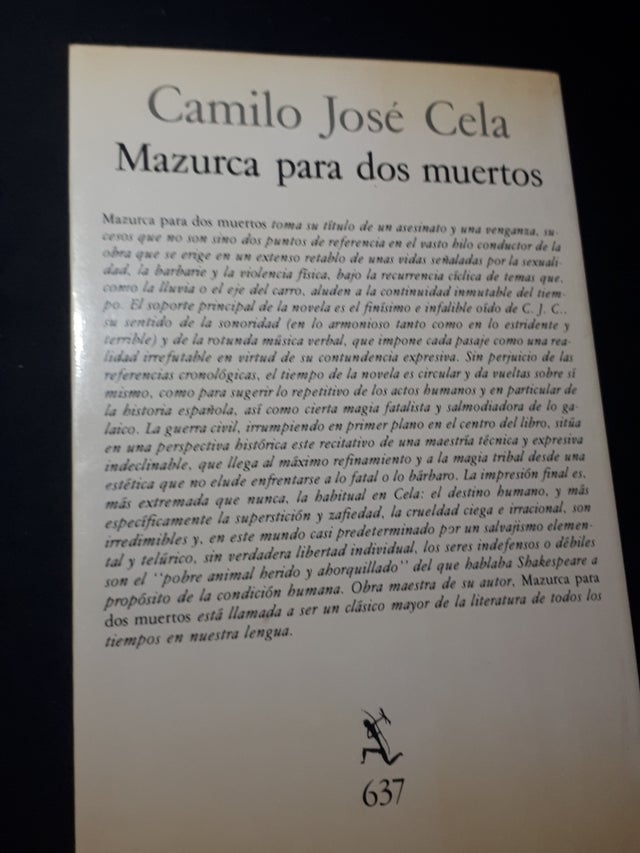 Camilo José Cela
Mazurca para dos muertos
Mazurca para dos muertos toma su título de un asesinato y una venganza, su-
cesos que no son sino dos puntos de referencia en el vasto hilo conductor de la
obra que se erige en un extenso retablo de unas vidas señaladas por la sexuali-
dad, la barbarie y la violencia física, bajo la recurrencia cíclica de temas que,
como la lluvia o el eje del carro, aluden a la continuidad inmutable del tiem-
po. El soporte principal de la novela es el finísimo e infalible oído de C. J. C.,
su sentido de la sonoridad (en lo armonioso tanto como en lo estridente y
terrible) y de la rotunda música verbal, que impone cada pasaje como una rea-
lidad irrefutable en virtud de su contundencia expresiva. Sin perjuicio de las
referencias cronológicas, el tiempo de la novela es circular y da vueltas sobre sí
mismo, como para sugerir lo repetitivo de los actos humanos y en particular de
la historia española, así como cierta magia fatalista y salmodiadora de lo ga-
laico. La guerra civil, irrumpiendo en primer plano en el centro del libro, sitúa
en una perspectiva histórica este recitativo de una maestría técnica y expresiva
indeclinable, que llega al máximo refinamiento y a la magia tribal desde una
estética que no elude enfrentarse a lo fatal o lo bárbaro. La impresión final es,
más extremada que nunca, la habitual en Cela: el destino humano, y más
específicamente la superstición y zafiedad, la crueldad ciega e irracional, son
irredimibles y, en este mundo casi predeterminado por un salvajismo elemen-
tal y telúrico, sin verdadera libertad individual, los seres indefensos o débiles
son el "pobre animal herido y ahorquillado" del que hablaba Shakespeare a
propósito de la condición humana. Obra maestra de su autor, Mazurca para
dos muertos está llamada a ser un clásico mayor de la literatura de todos los
tiempos en nuestra lengua.
637